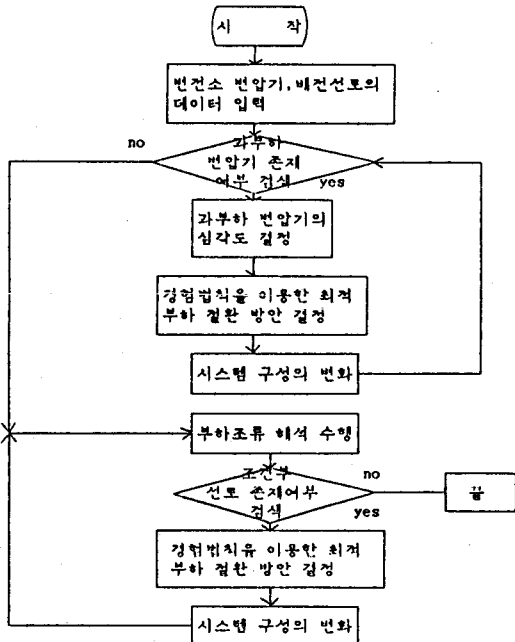 시 작
변전소 변압기, 배전선로의
데이터 입력
과부하
변압기 존재
여부 검색
no
yes
과부하 변압기의
심각도 결정
경험법칙을 이용한 최적
부하 절환 방안 결정
시스템 구성의 변화
부하조류 해석 수행
선로 존재여부
검색
no
yes
끝
경험법칙유 이용한 최적
부하 절환 방안 결정
시스템 구성의 변화